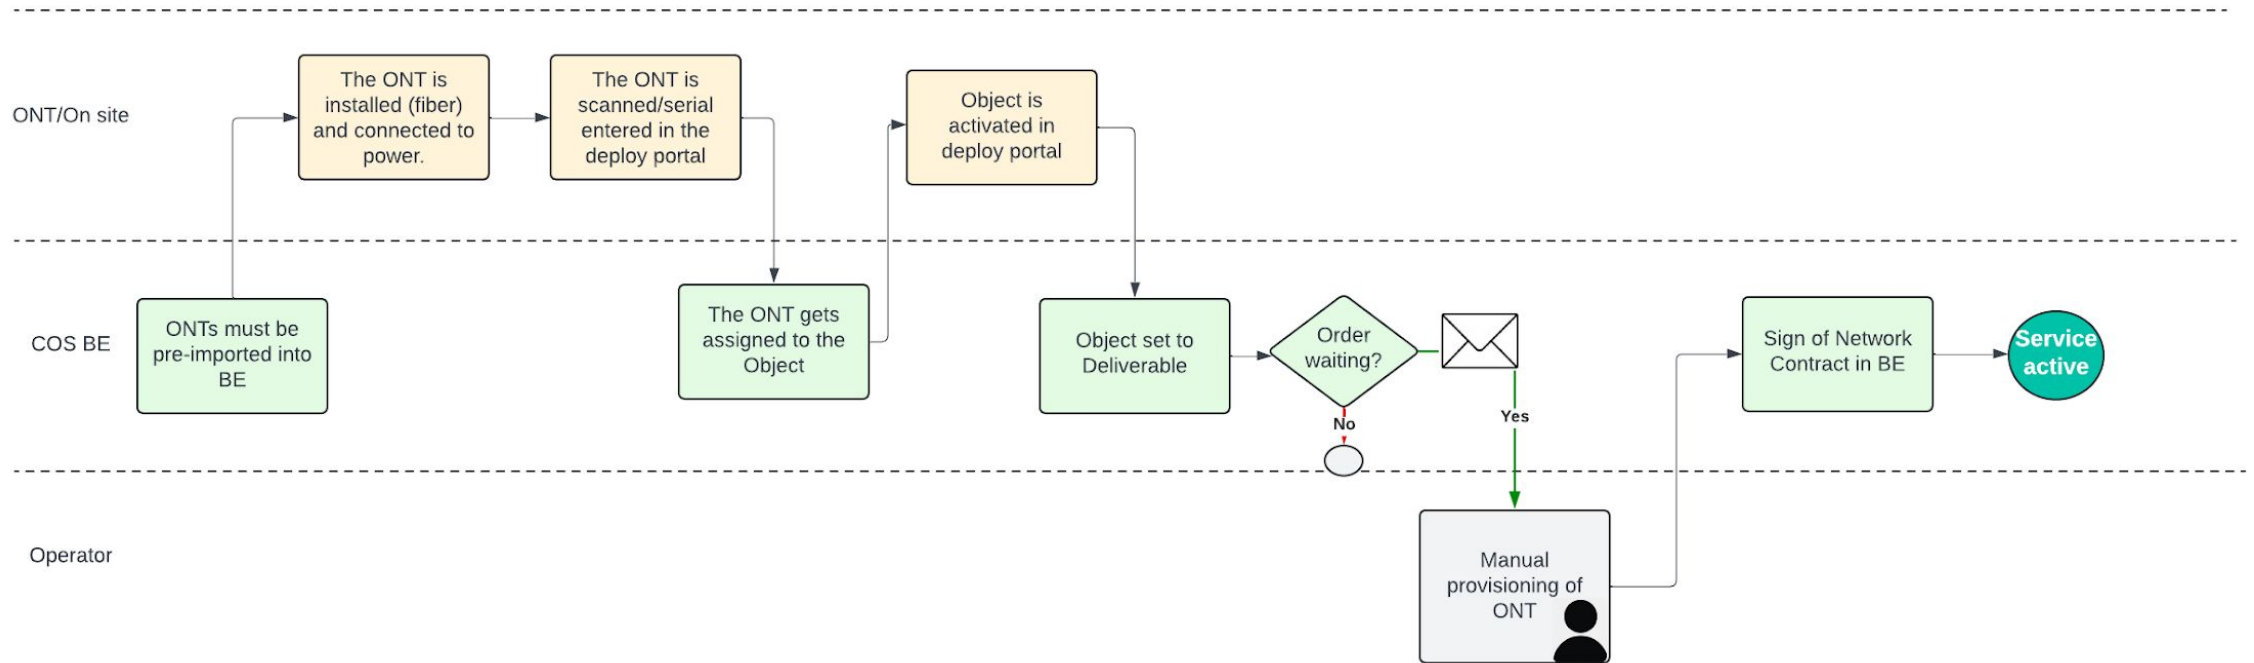 ONT/On site
The ONT is
installed (fiber)
and connected to
power.
The ONT is
scanned/serial
entered in the
deploy portal
Object is
activated in
deploy portal
COS BE
ONTs must be
pre-imported into
BE
The ONT gets
assigned to the
Object
Object set to
Deliverable
Order
waiting?
No
Yes
Sign of Network
Contract in BE
Service
active
Operator
Manual
provisioning of
ONT